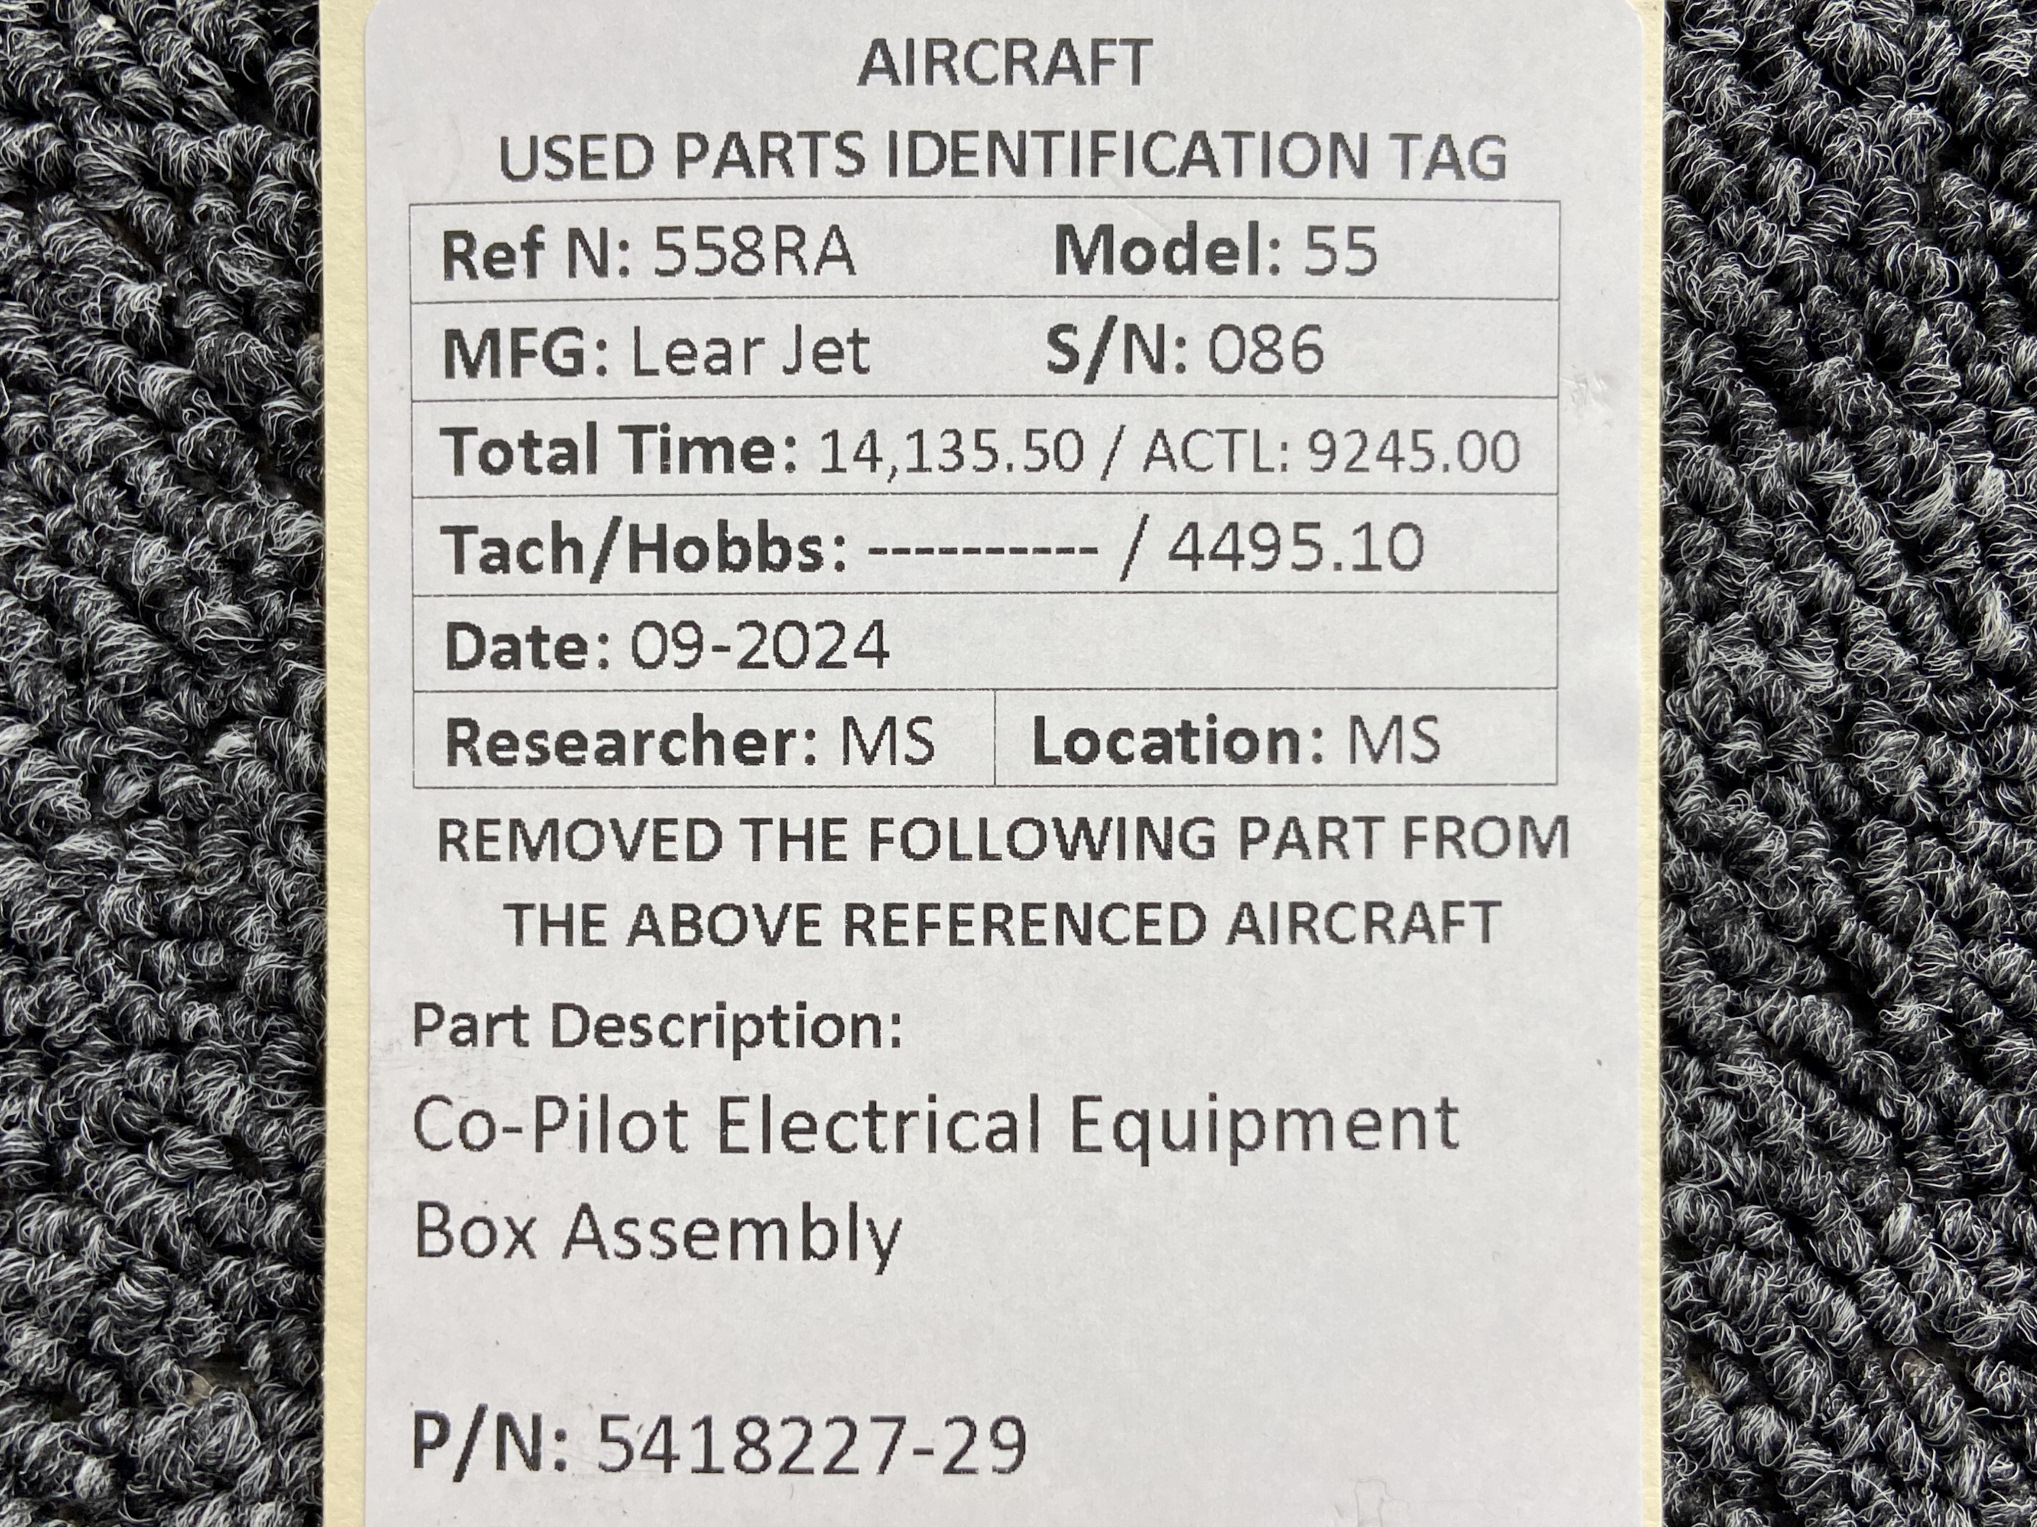 AIRCRAFT
USED PARTS IDENTIFICATION TAG
Ref N: 558RA Model: 55
MFG: Lear Jet S/N: 086
Total Time: 14,135.50 / ACTL: 9245.00
Tach/Hobbs: ---------- / 4495.10
Date: 09-2024
Researcher: MS Location: MS
REMOVED THE FOLLOWING PART FROM
THE ABOVE REFERENCED AIRCRAFT
Part Description:
Co-Pilot Electrical Equipment
Box Assembly
P/N: 5418227-29